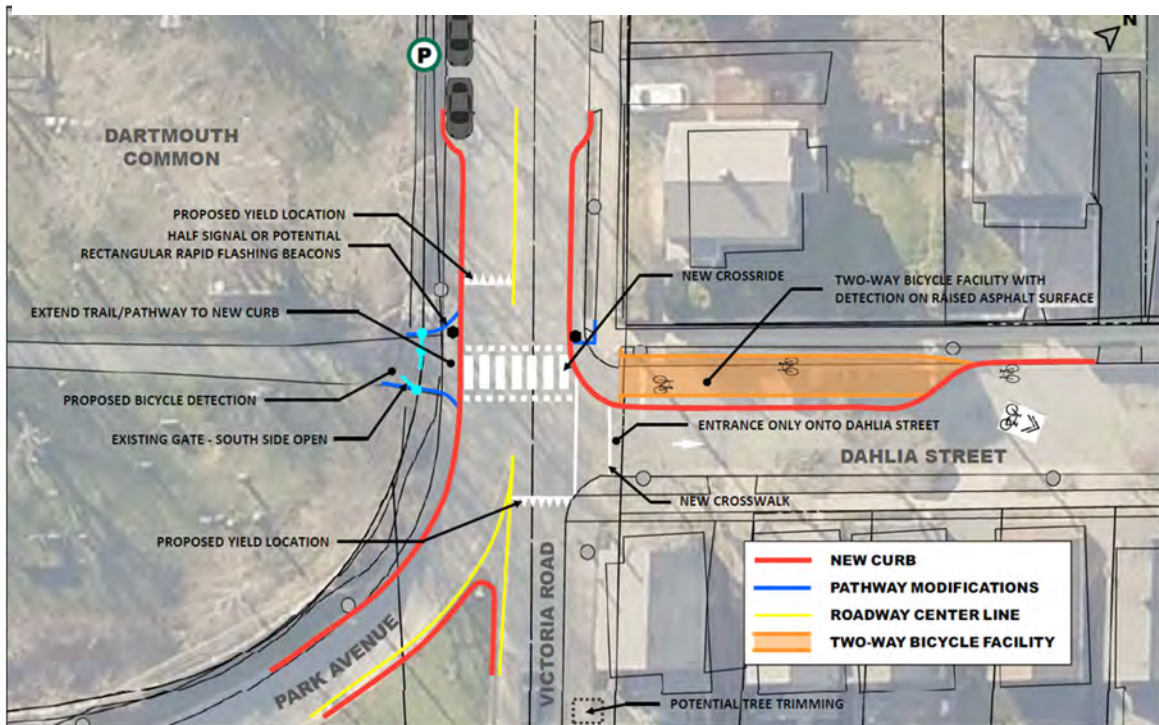 N
P
DARTMOUTH
COMMON
PROPOSED YIELD LOCATION
HALF SIGNAL OR POTENTIAL
RECTANGULAR RAPID FLASHING BEACONS
NEW CROSSRIDE
TWO-WAY BICYCLE FACILITY WITH
DETECTION ON RAISED ASPHALT SURFACE
EXTEND TRAIL/PATHWAY TO NEW CURB
PROPOSED BICYCLE DETECTION
EXISTING GATE - SOUTH SIDE OPEN
ENTRANCE ONLY ONTO DAHLIA STREET
DAHLIA STREET
NEW CROSSWALK
PROPOSED YIELD LOCATION
VICTORIA ROAD
PARK AVENUE
NEW CURB
PATHWAY MODIFICATIONS
ROADWAY CENTER LINE
TWO-WAY BICYCLE FACILITY
POTENTIAL TREE TRIMMING